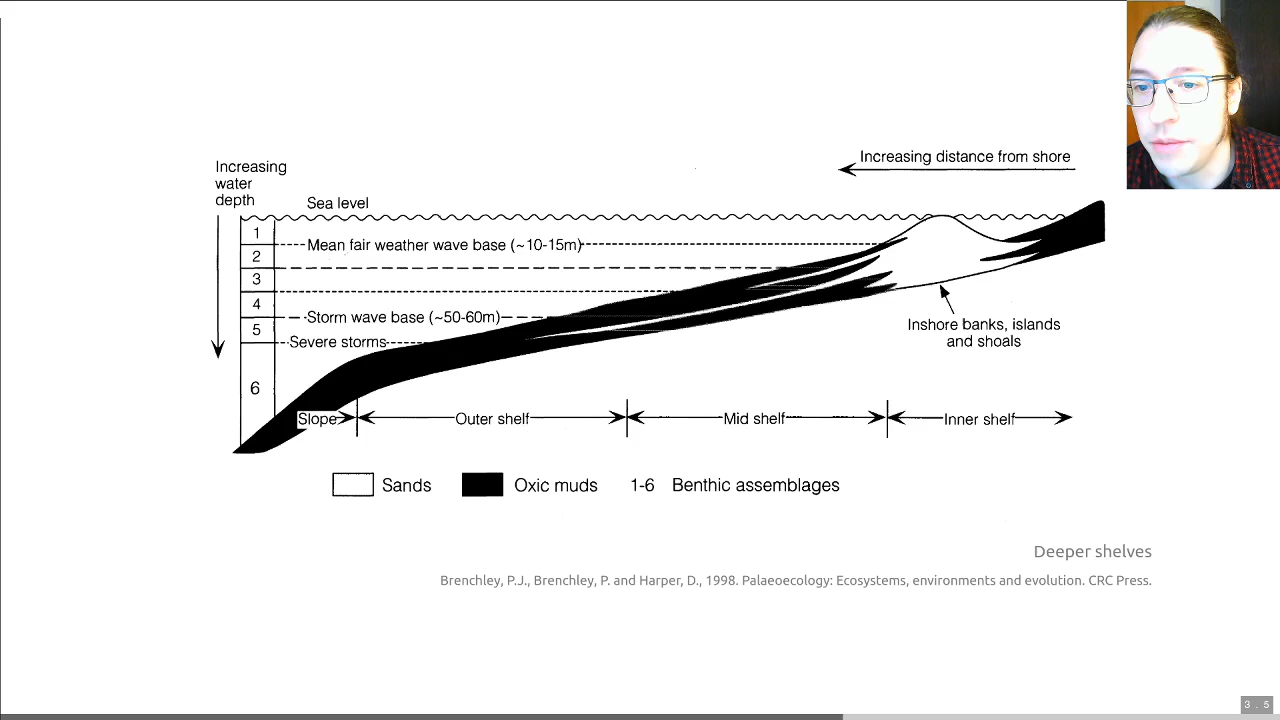 Increasing
water
depth
Increasing distance from shore
Sea level
1
Mean fair weather wave base (~10-15m)
2
3
4
Storm wave base (~50-60m)
5
Severe storms
6
Inshore banks, islands
and shoals
Slope
Outer shelf
Mid shelf
Inner shelf
Sands
Oxic muds
1-6 Benthic assemblages
Deeper shelves
Brenchley, P.J., Brenchley, P. and Harper, D., 1998. Palaeoecology: Ecosystems, environments and evolution. CRC Press.
3 . 5